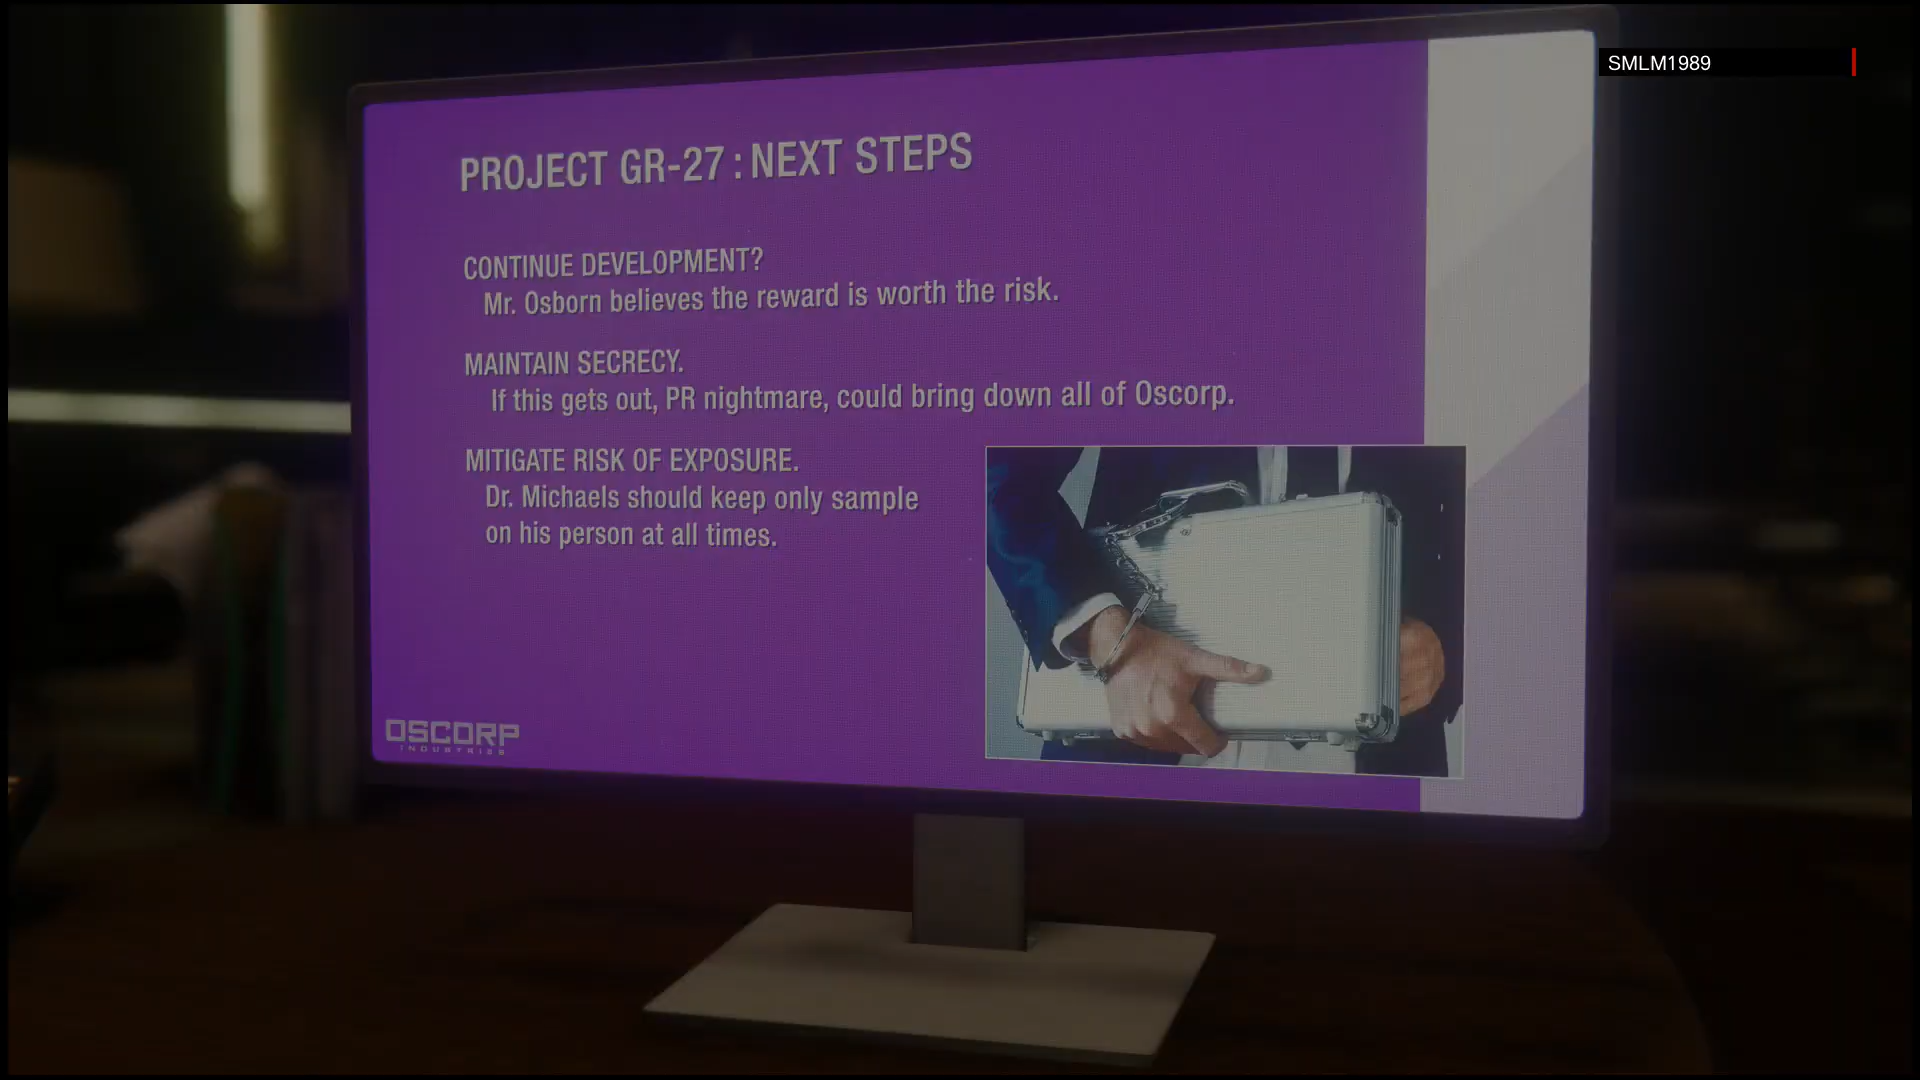 SMLM1989
PROJECT GR-27 : NEXT STEPS
CONTINUE DEVELOPMENT?
Mr. Osborn believes the reward is worth the risk.
MAINTAIN SECRECY.
If this gets out, PR nightmare, could bring down all of Oscorp.
MITIGATE RISK OF EXPOSURE.
Dr. Michaels should keep only sample
on his person at all times.
OSCORP
INDUSTRIES